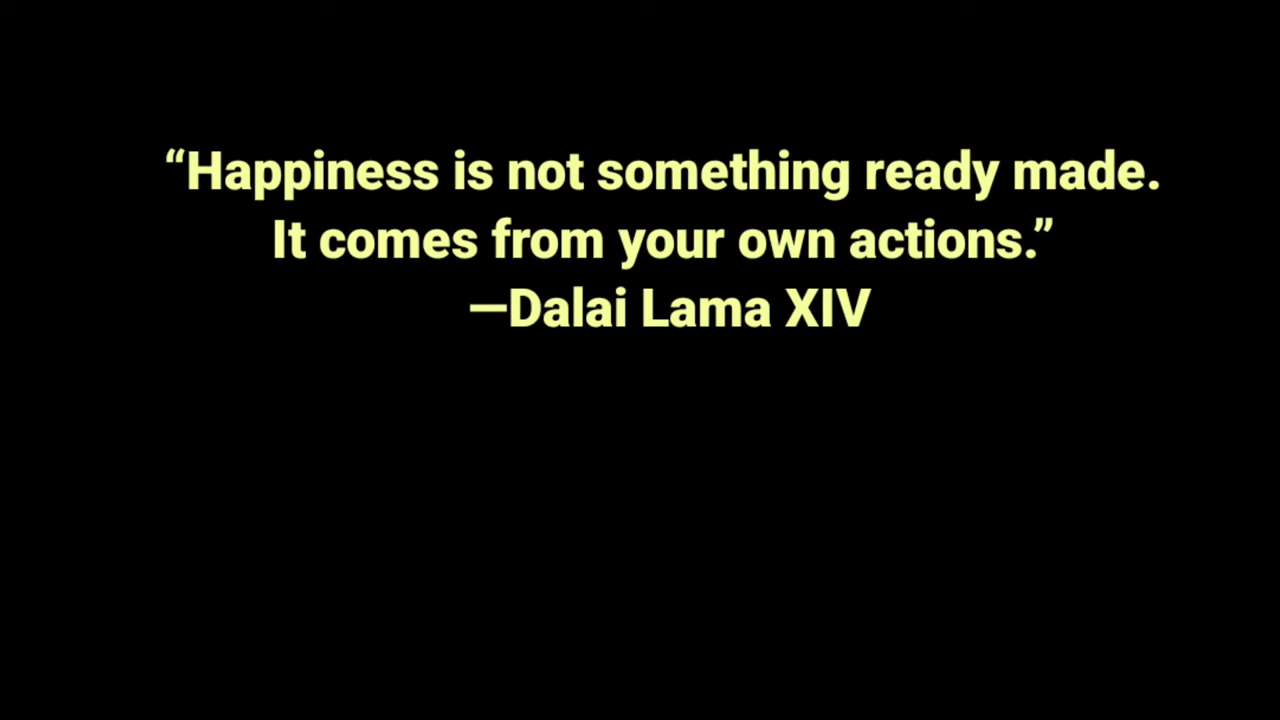 “Happiness is not something ready made.
It comes from your own actions.”
—Dalai Lama XIV